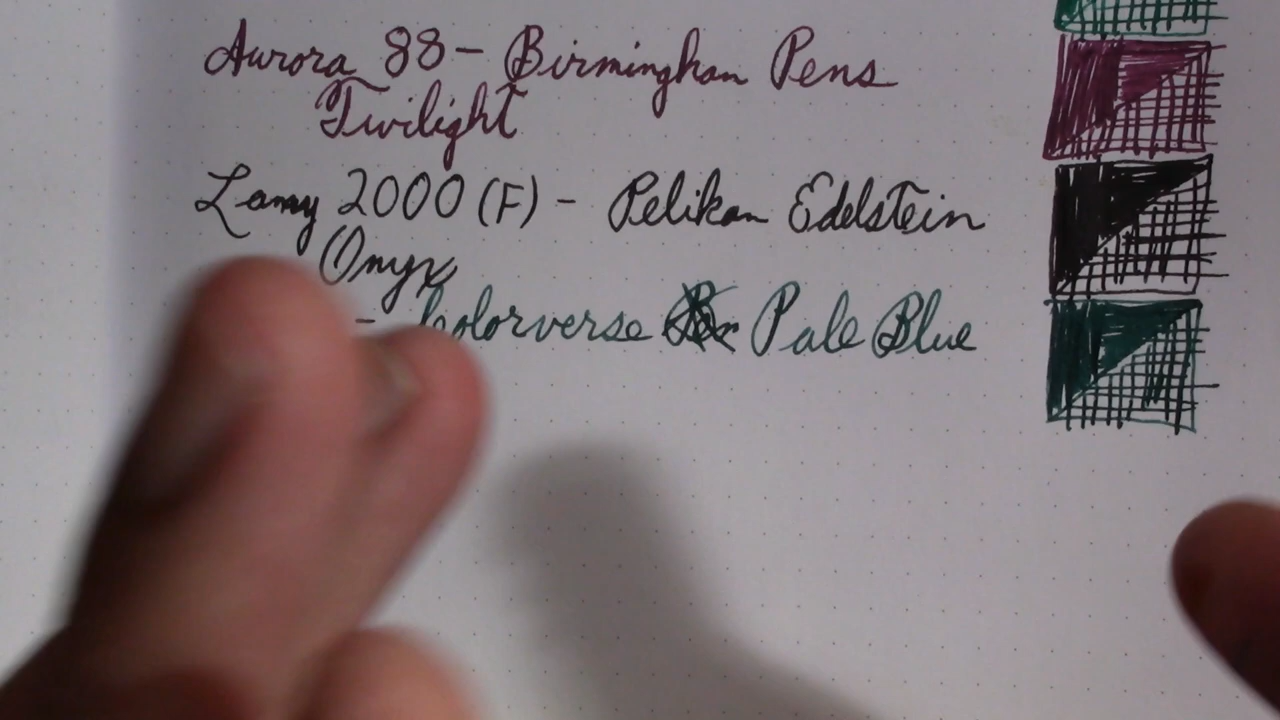 Aurora 88 - Birmingham Pens
Twilight
Lamy 2000 (F) - Pelikan Edelstein
Onyx
- Colorverse Pale Blue